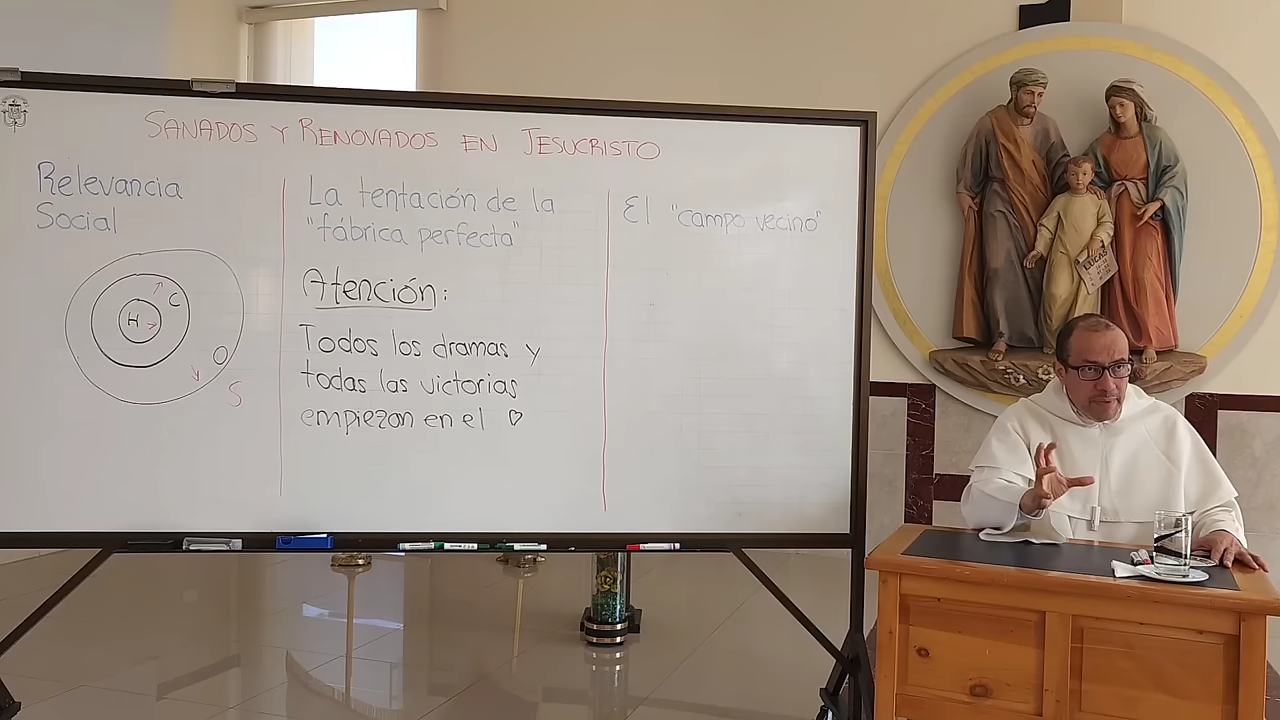 SANADOS Y RENOVADOS EN JESUCRISTO
Relevancia
Social
H
C
S
La tentación de la
"fábrica perfecta"
Atención:
Todos los dramas y
todas las victorias
empiezan en el ♡
El "campo vecino"
LUCAS